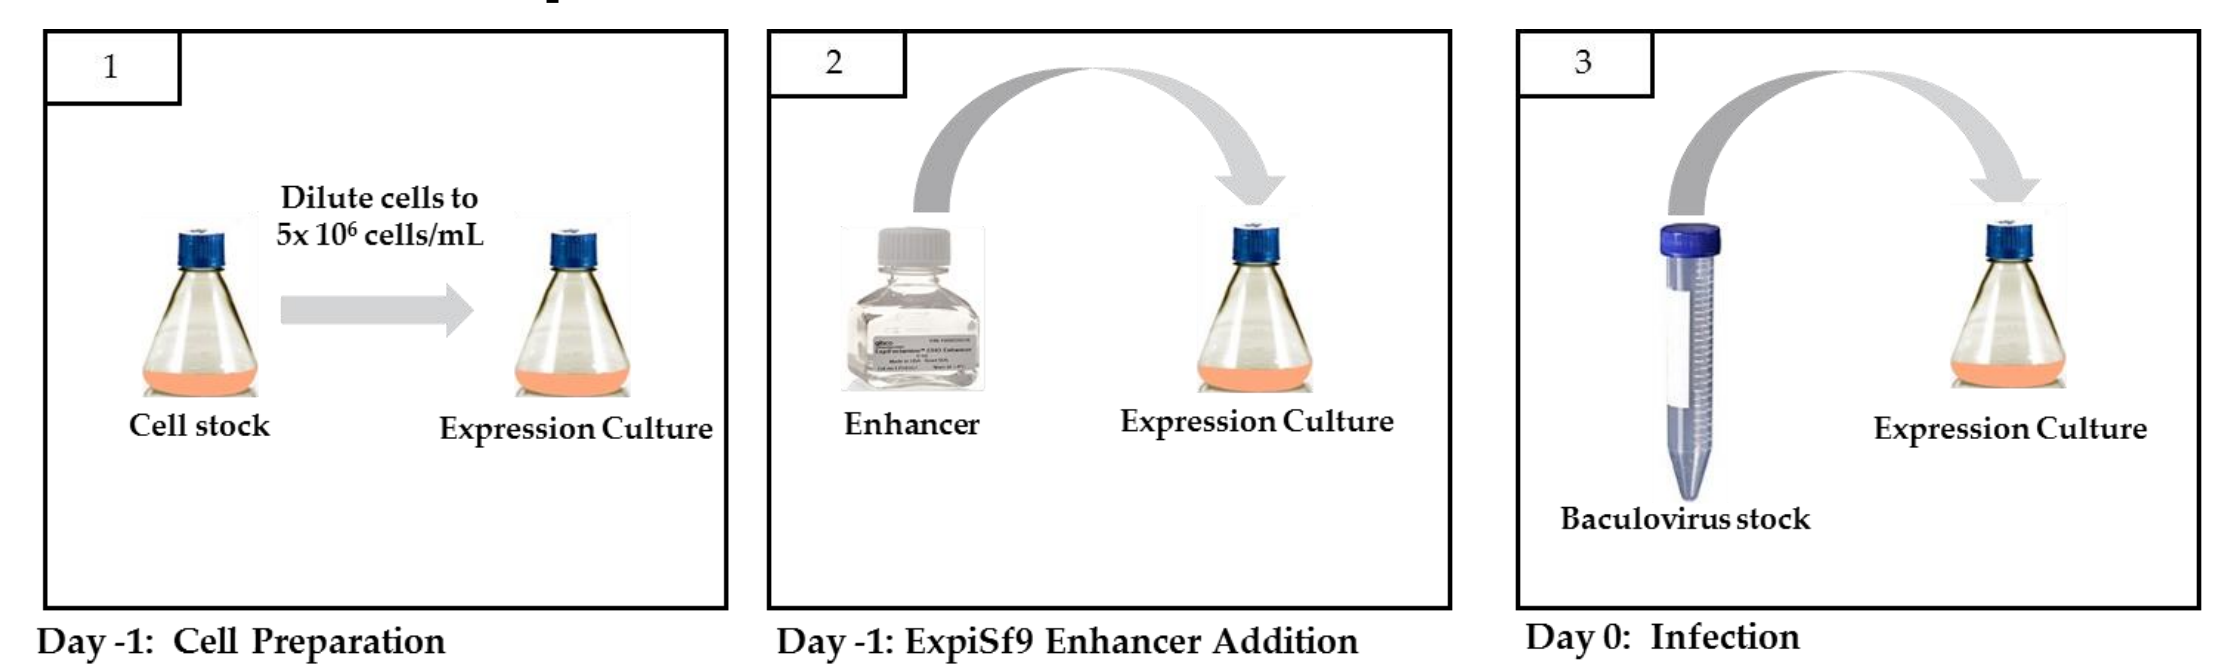 1
Dilute cells to
5x 10⁶ cells/mL
Cell stock
Expression Culture
Day -1: Cell Preparation
2
Enhancer
Expression Culture
Day -1: ExpiSf9 Enhancer Addition
3
Baculovirus stock
Expression Culture
Day 0: Infection